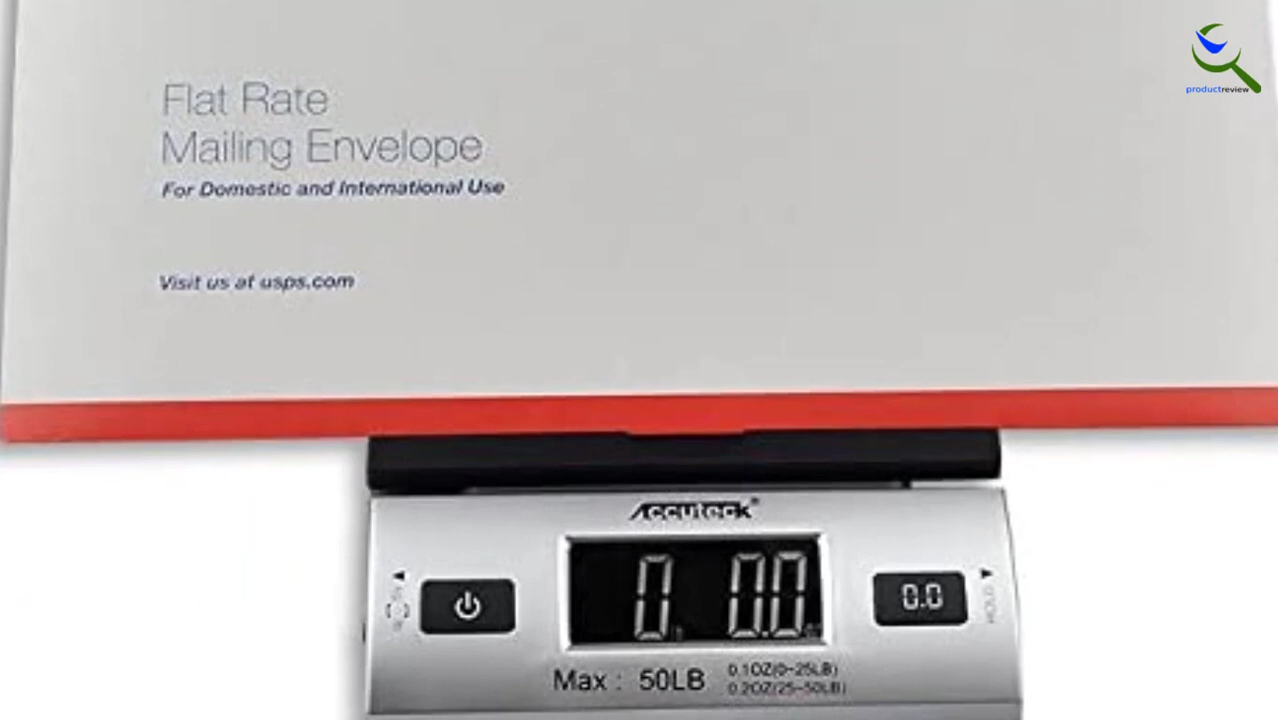 productreview
Flat Rate
Mailing Envelope
For Domestic and International Use
Visit us at usps.com
Accuteck®
0 00.0
0.0
HOLD
Max : 50LB
0.1OZ(0~25LB)
0.2OZ(25~50LB)